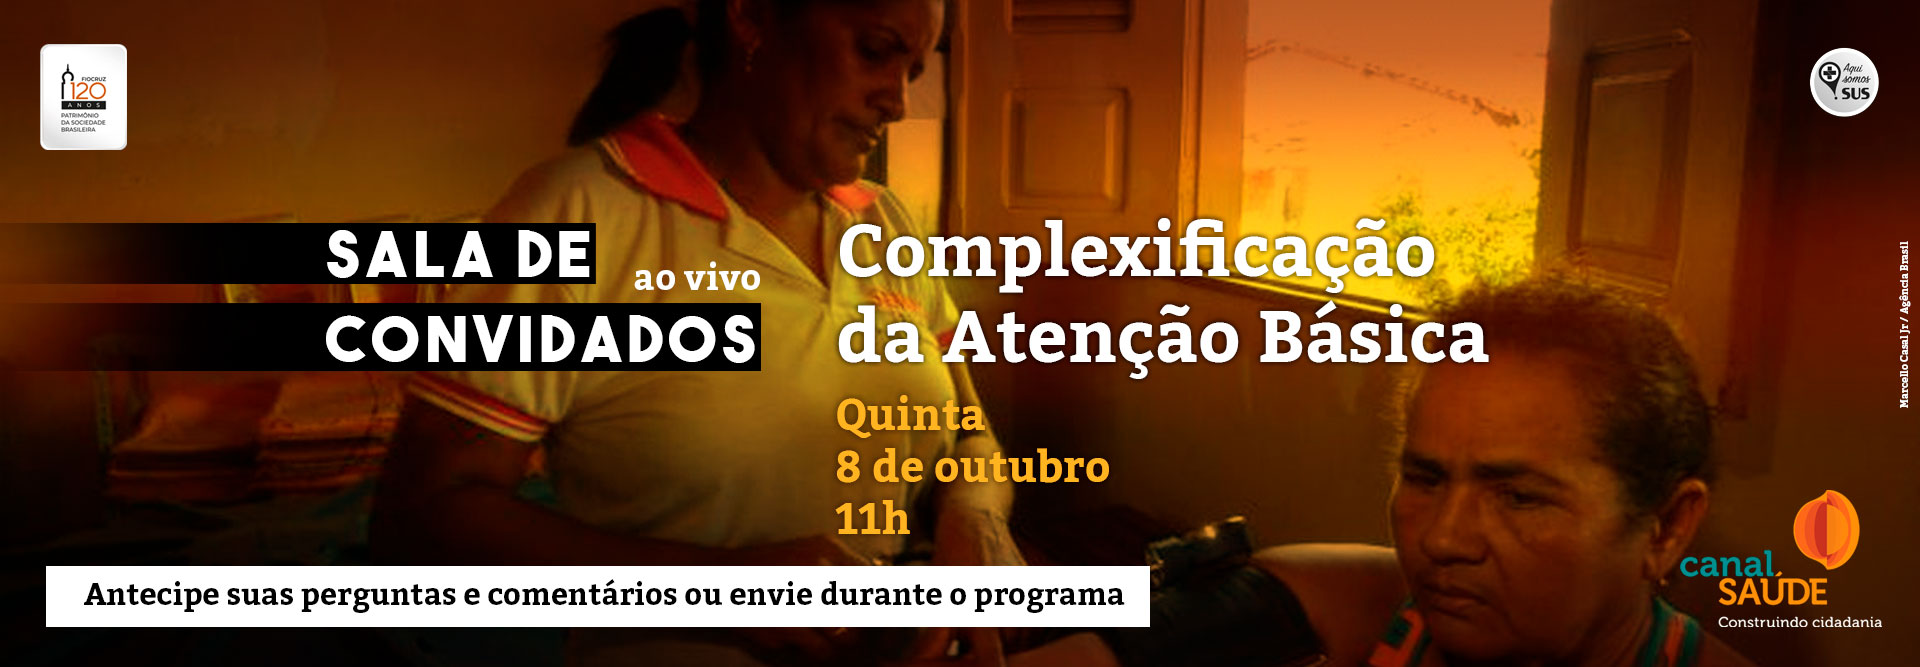 FIOCRUZ
120
ANOS
PATRIMÔNIO
DA SOCIEDADE
BRASILEIRA
Aqui
somos
SUS
SALA DE
ao vivo
CONVIDADOS
Complexificação
da Atenção Básica
Quinta
8 de outubro
11h
Antecipe suas perguntas e comentários ou envie durante o programa
Marcello Casal Jr / Agência Brasil
canal
SAÚDE
Construindo cidadania